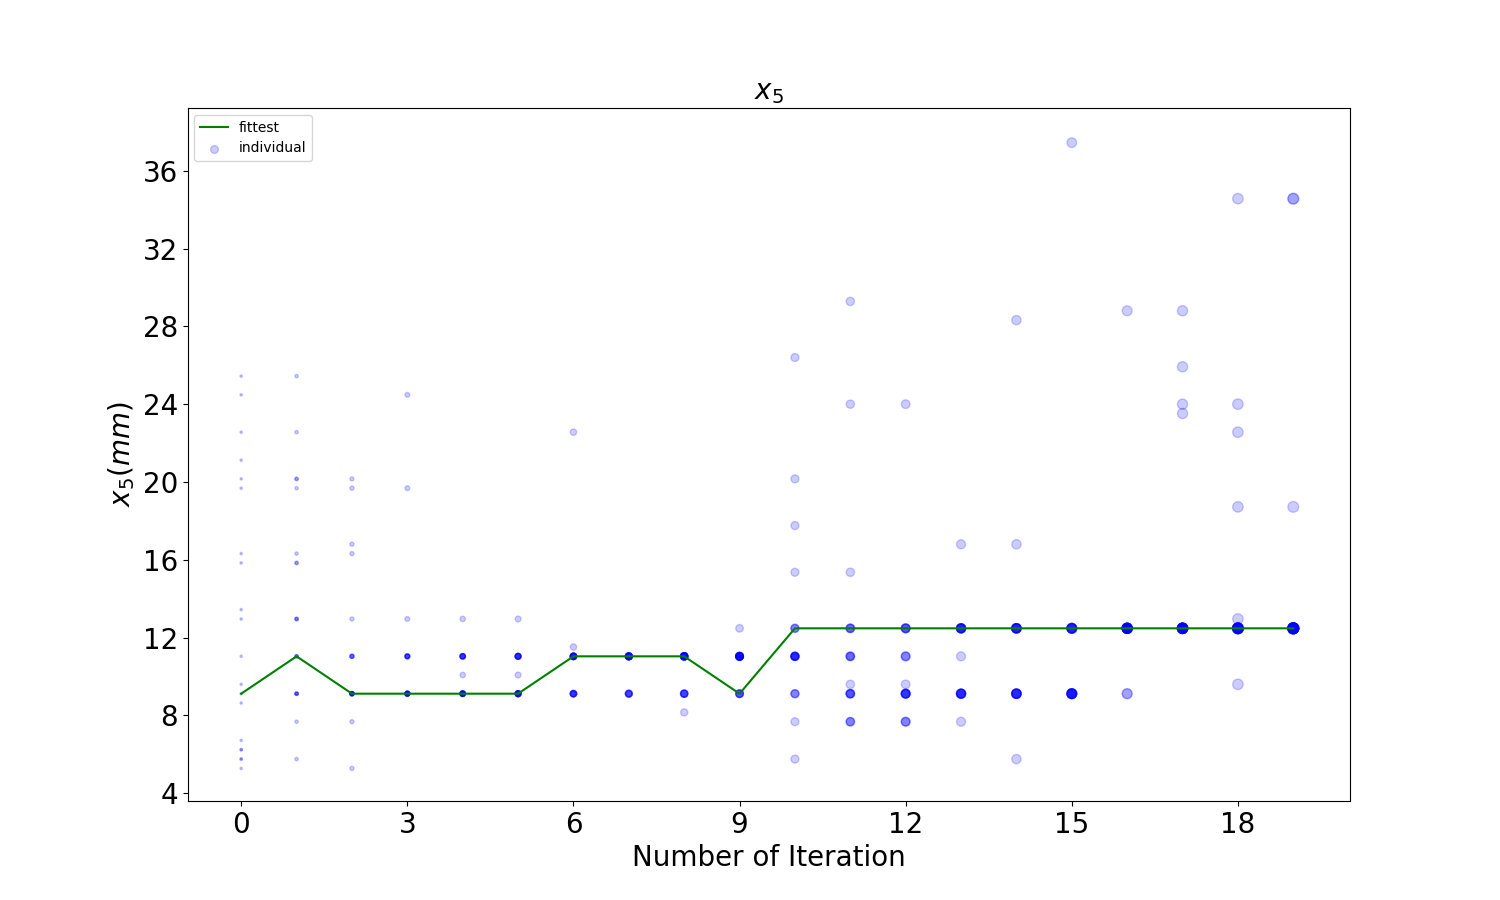 x5
fittest
individual
36
32
28
24
20
16
12
8
4
x5(mm)
0 3 6 9 12 15 18
Number of Iteration